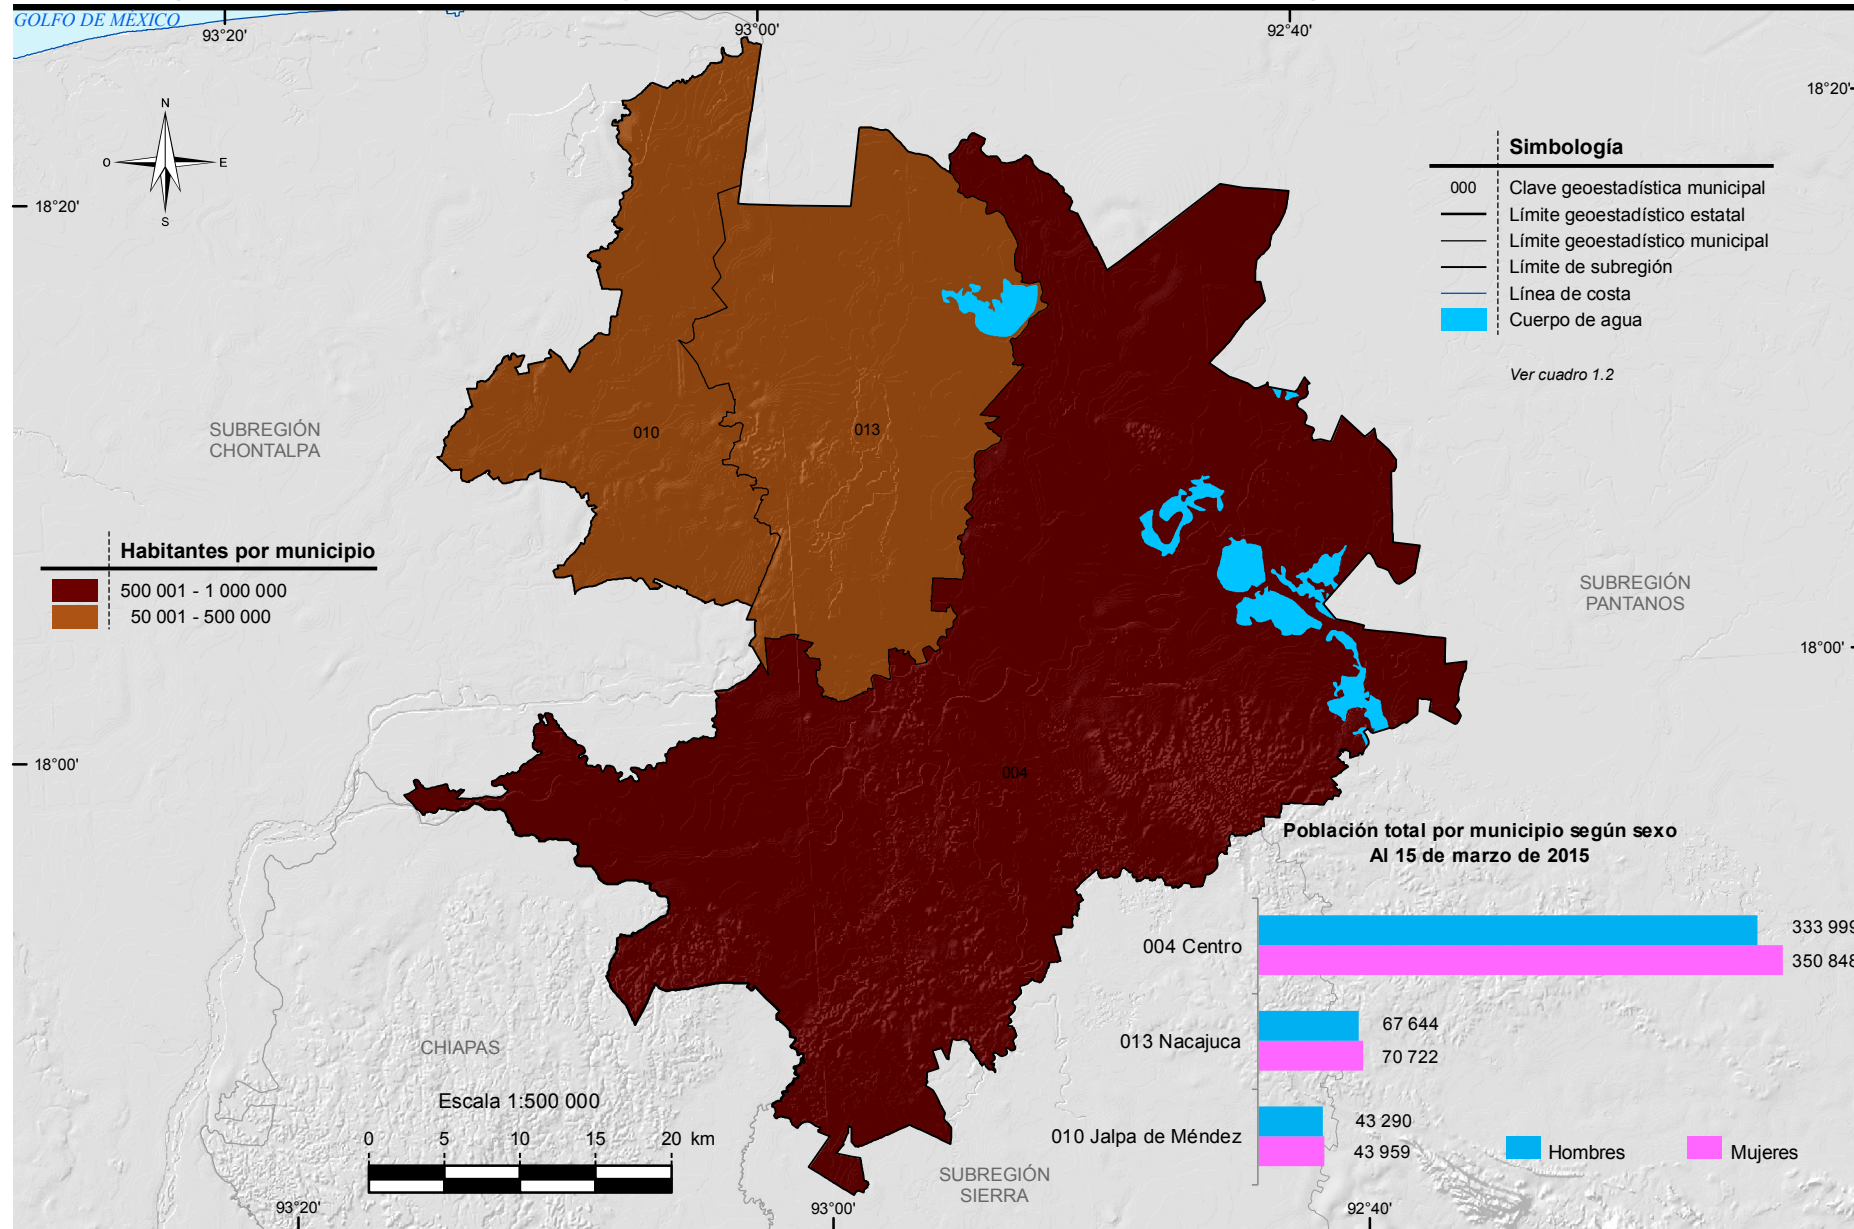 GOLFO DE MÉXICO
93°20'
93°00'
92°40'
18°20'
N
O
E
S
18°20'
Simbología
000 Clave geoestadística municipal
Límite geoestadístico estatal
Límite geoestadístico municipal
Límite de subregión
Línea de costa
Cuerpo de agua
Ver cuadro 1.2
SUBREGIÓN
CHONTALPA
010
013
Habitantes por municipio
500 001 - 1 000 000
50 001 - 500 000
SUBREGIÓN
PANTANOS
18°00'
18°00'
004
Población total por municipio según sexo
Al 15 de marzo de 2015
004 Centro
333 999
350 848
013 Nacajuca
67 644
70 722
010 Jalpa de Méndez
43 290
43 959
Hombres
Mujeres
CHIAPAS
Escala 1:500 000
0 5 10 15 20 km
SUBREGIÓN
SIERRA
93°20'
93°00'
92°40'